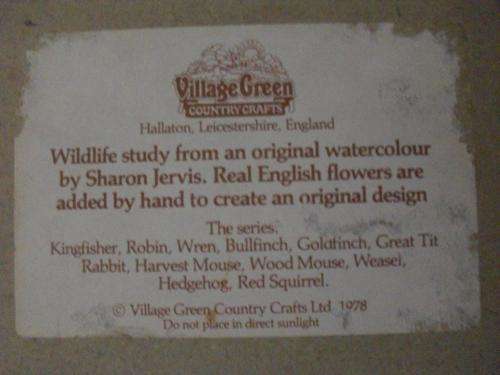 Village Green
COUNTRY CRAFTS
Hallaton, Leicestershire, England
Wildlife study from an original watercolour
by Sharon Jervis. Real English flowers are
added by hand to create an original design
The series.
Kingfisher, Robin, Wren, Bullfinch, Goldfinch, Great Tit
Rabbit, Harvest Mouse, Wood Mouse, Weasel,
Hedgehog, Red Squirrel.
© Village Green Country Crafts Ltd 1978
Do not place in direct sunlight